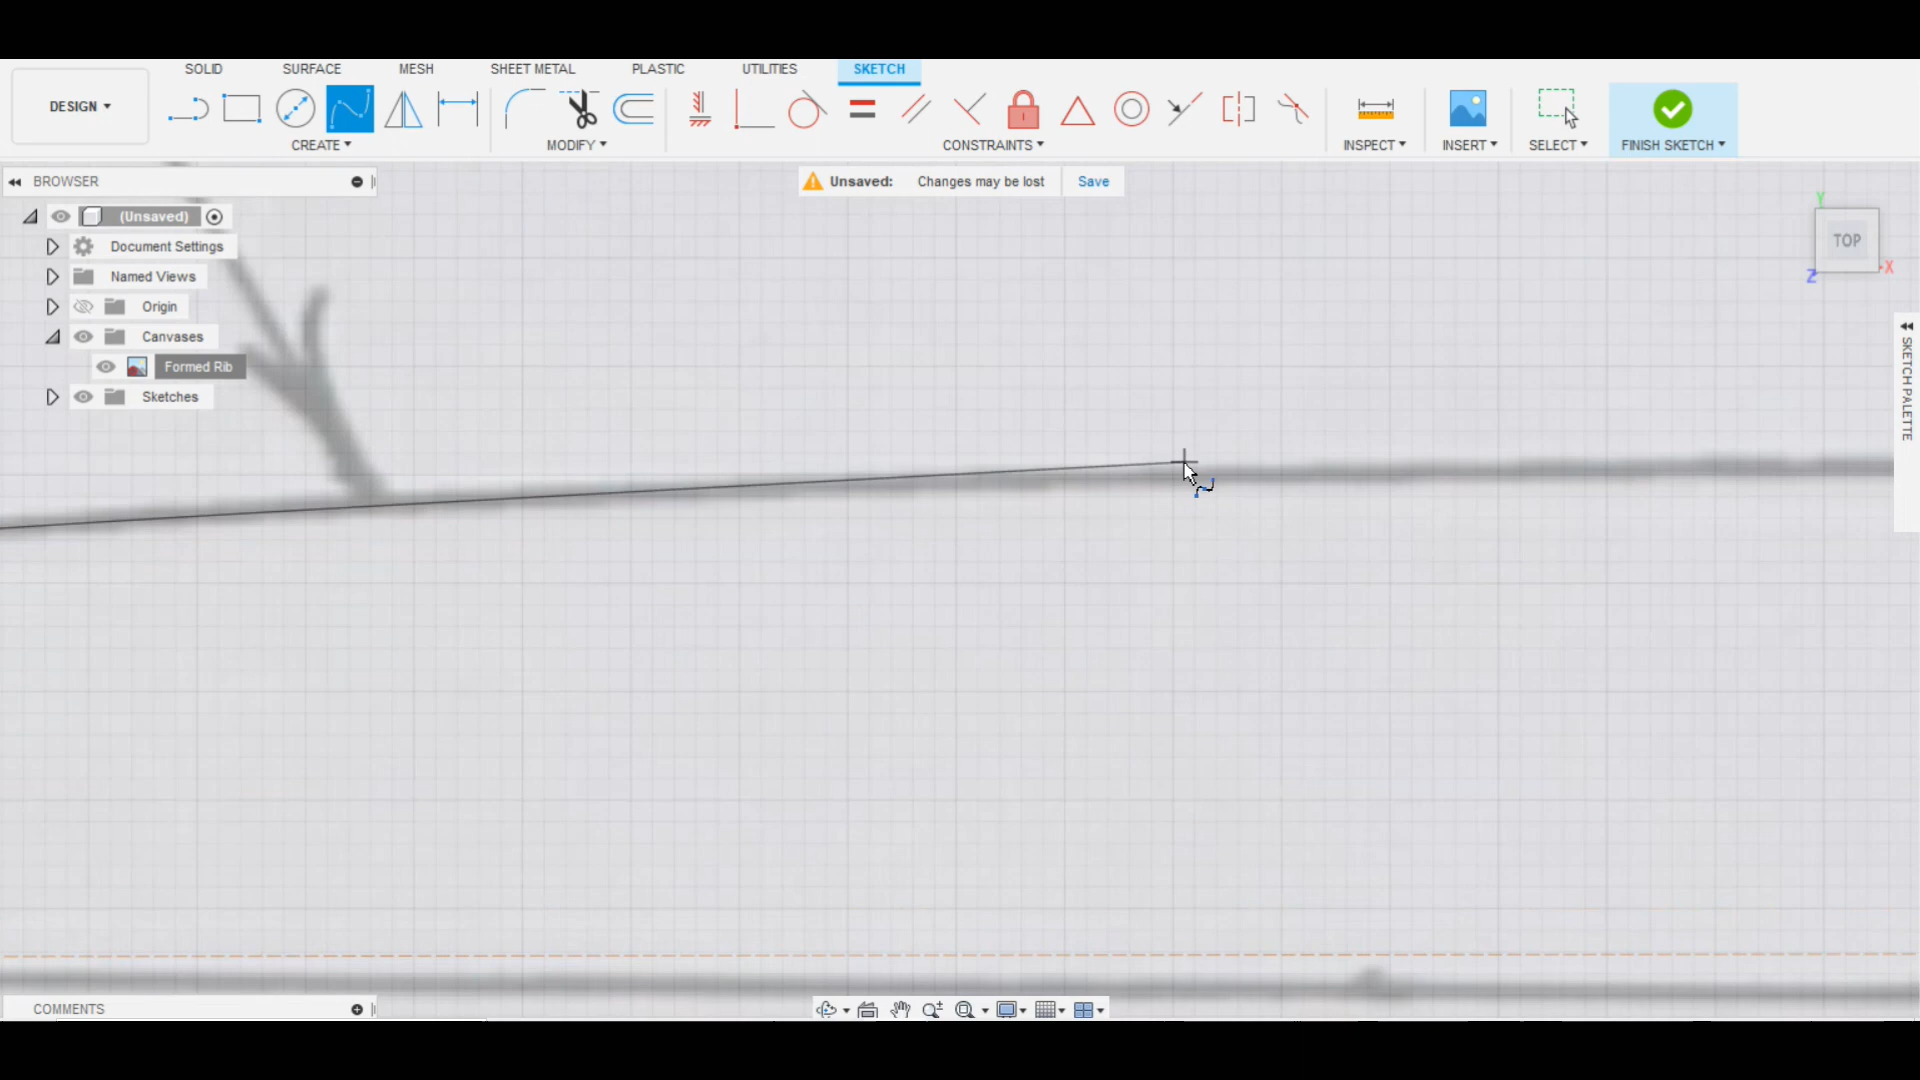 SOLID SURFACE MESH SHEET METAL PLASTIC UTILITIES SKETCH
DESIGN
CREATE MODIFY CONSTRAINTS INSPECT INSERT SELECT FINISH SKETCH
BROWSER
Unsaved: Changes may be lost Save
(Unsaved)
Document Settings
Named Views
Origin
Canvases
Formed Rib
Sketches
Y
TOP
X
Z
SKETCH PALETTE
COMMENTS